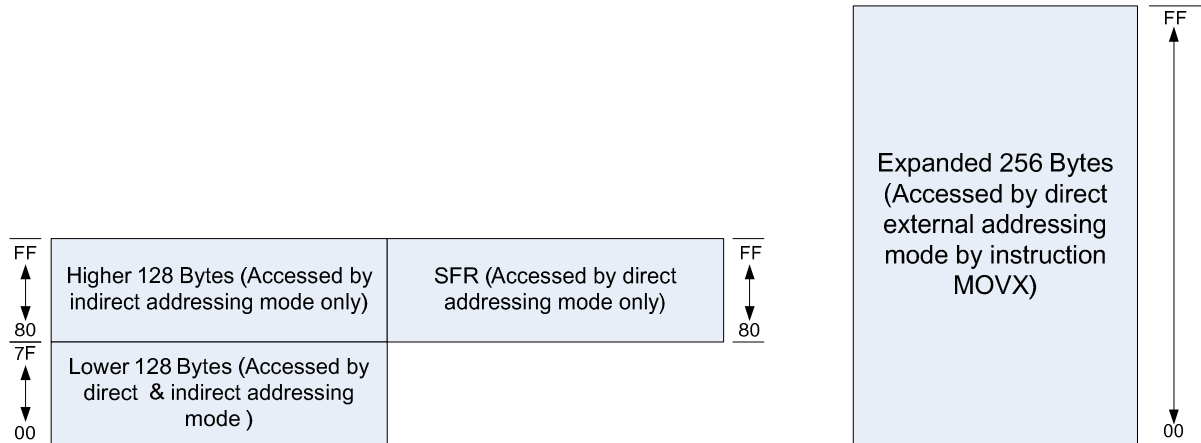 FF
Expanded 256 Bytes
(Accessed by direct
external addressing
mode by instruction
MOVX)
00
FF
80
7F
00
Higher 128 Bytes (Accessed by
indirect addressing mode only)
SFR (Accessed by direct
addressing mode only)
FF
80
Lower 128 Bytes (Accessed by
direct & indirect addressing
mode )